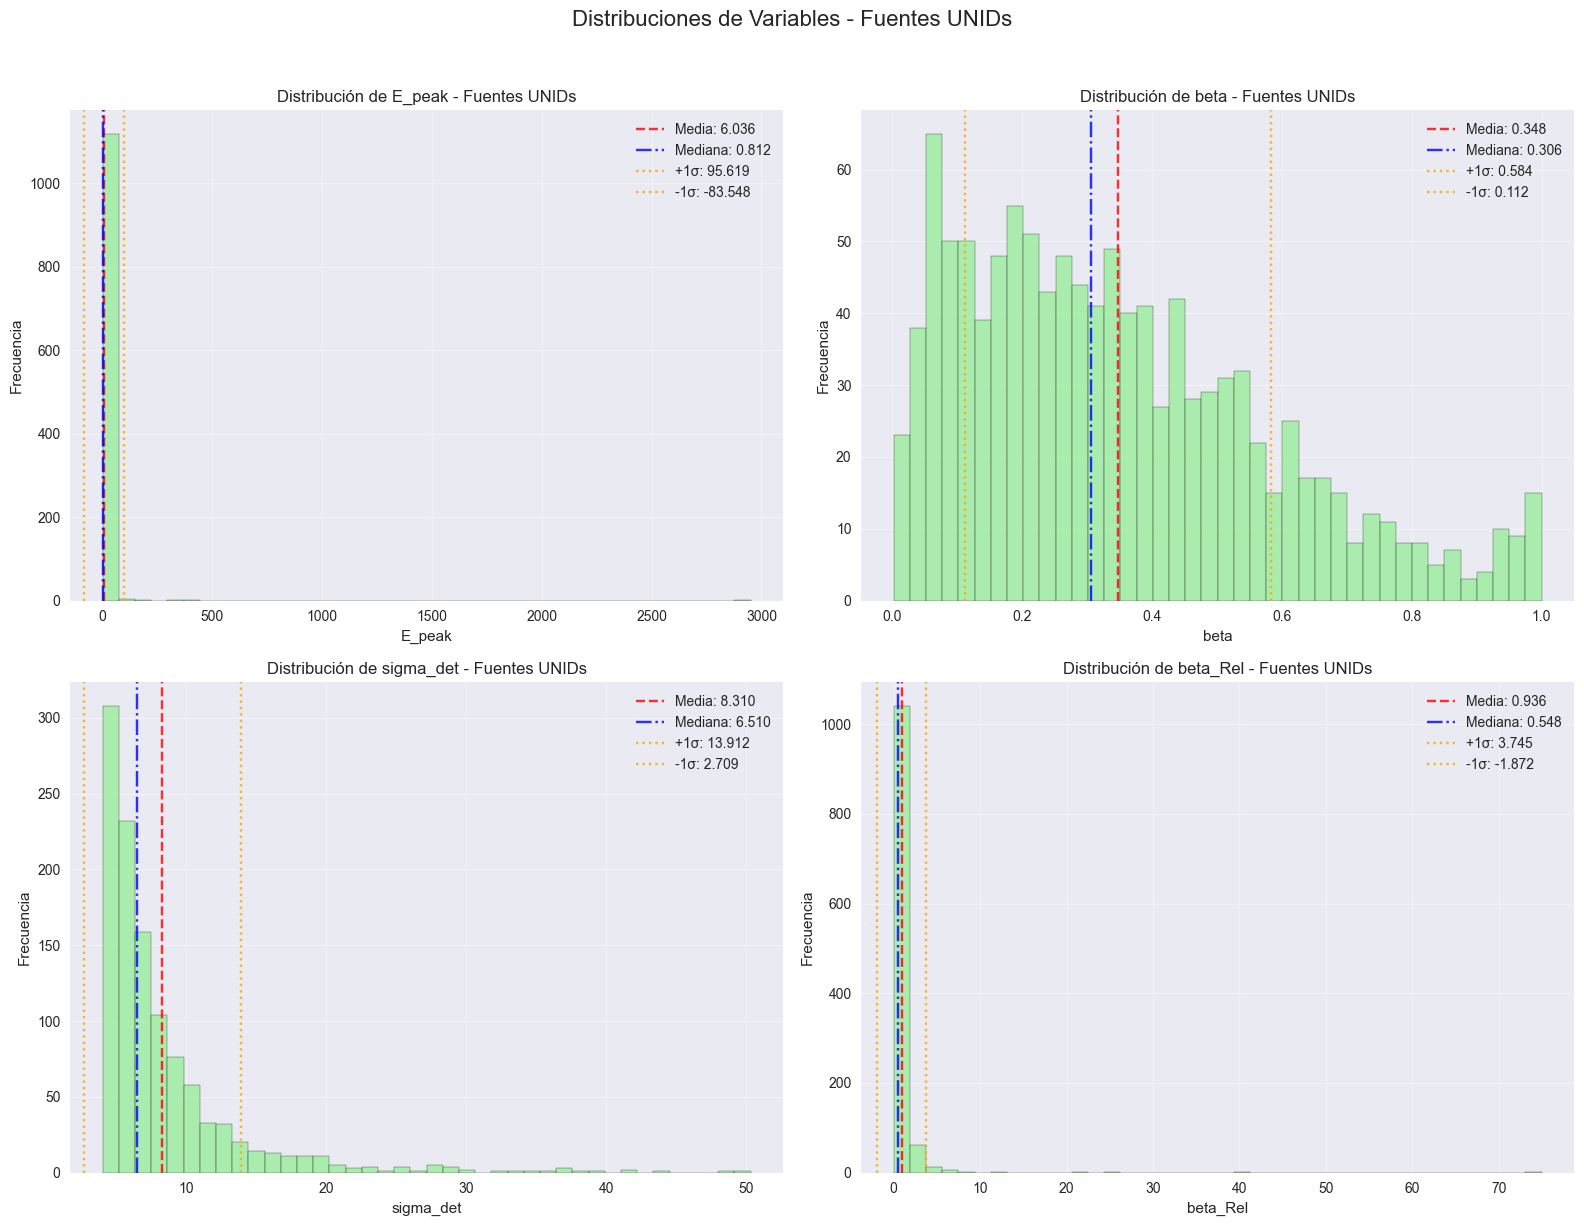 Distribuciones de Variables - Fuentes UNIDs
Distribución de E_peak - Fuentes UNIDs
Media: 6.036
Mediana: 0.812
+1σ: 95.619
-1σ: -83.548
Frecuencia
1000
800
600
400
200
0
0 500 1000 1500 2000 2500 3000
E_peak
Distribución de beta - Fuentes UNIDs
Media: 0.348
Mediana: 0.306
+1σ: 0.584
-1σ: 0.112
Frecuencia
60
50
40
30
20
10
0
0.0 0.2 0.4 0.6 0.8 1.0
beta
Distribución de sigma_det - Fuentes UNIDs
Media: 8.310
Mediana: 6.510
+1σ: 13.912
-1σ: 2.709
Frecuencia
300
250
200
150
100
50
0
10 20 30 40 50
sigma_det
Distribución de beta_Rel - Fuentes UNIDs
Media: 0.936
Mediana: 0.548
+1σ: 3.745
-1σ: -1.872
Frecuencia
1000
800
600
400
200
0
0 10 20 30 40 50 60 70
beta_Rel